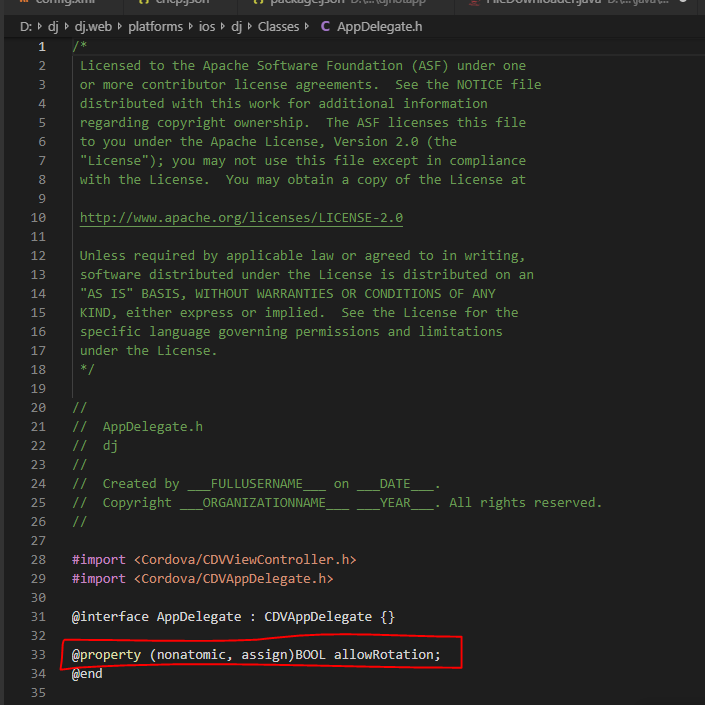 config.xml
package.json
FileDownloader.java
D: > dj > dj.web > platforms > ios > dj > Classes > C AppDelegate.h
1 /*
2 Licensed to the Apache Software Foundation (ASF) under one
3 or more contributor license agreements.  See the NOTICE file
4 distributed with this work for additional information
5 regarding copyright ownership.  The ASF licenses this file
6 to you under the Apache License, Version 2.0 (the
7 "License"); you may not use this file except in compliance
8 with the License.  You may obtain a copy of the License at
9
10 http://www.apache.org/licenses/LICENSE-2.0
11
12 Unless required by applicable law or agreed to in writing,
13 software distributed under the License is distributed on an
14 "AS IS" BASIS, WITHOUT WARRANTIES OR CONDITIONS OF ANY
15 KIND, either express or implied.  See the License for the
16 specific language governing permissions and limitations
17 under the License.
18 */
19
20 //
21 //  AppDelegate.h
22 //  dj
23 //
24 //  Created by ___FULLUSERNAME___ on ___DATE___.
25 //  Copyright ___ORGANIZATIONNAME___ ___YEAR___. All rights reserved.
26 //
27
28 #import <Cordova/CDVViewController.h>
29 #import <Cordova/CDVAppDelegate.h>
30
31 @interface AppDelegate : CDVAppDelegate {}
32
33 @property (nonatomic, assign)BOOL allowRotation;
34 @end
35